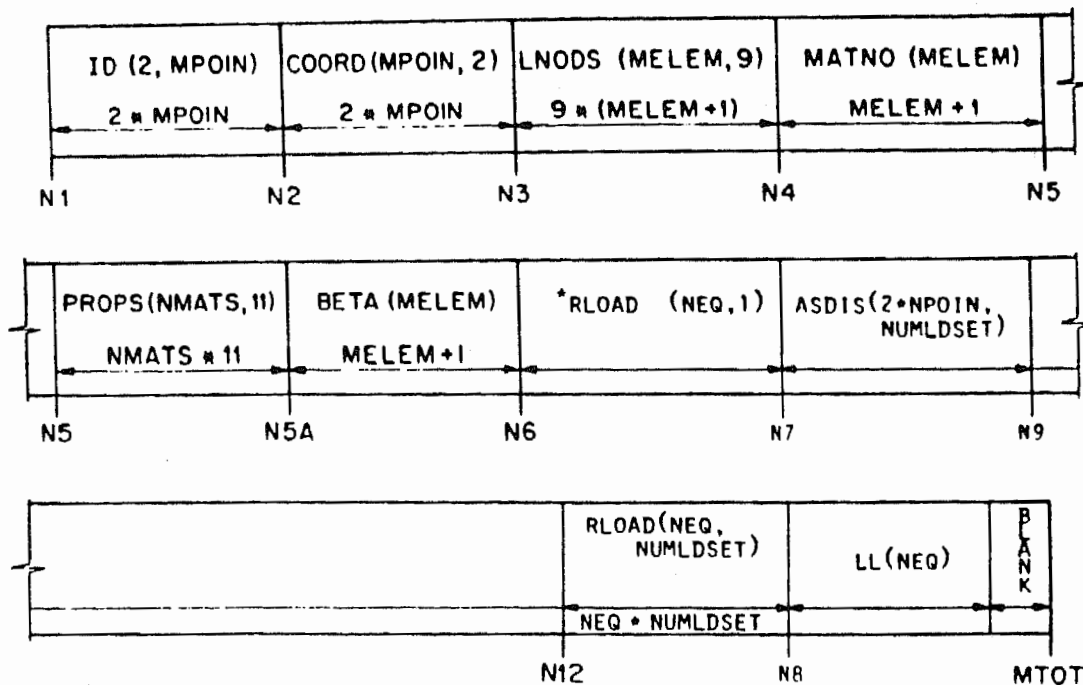 ID (2, MPOIN) COORD(MPOIN, 2) LNODS (MELEM, 9) MATNO (MELEM)
2 * MPOIN 2 * MPOIN 9 * (MELEM+1) MELEM + 1
N1 N2 N3 N4 N5
PROPS(NMATS, 11) BETA (MELEM) *RLOAD (NEQ, 1) ASDIS(2*NPOIN,
NUMLDSET)
NMATS * 11 MELEM + 1
N5 N5A N6 N7 N9
RLOAD(NEQ,
NUMLDSET) LL(NEQ) BLANK
NEQ * NUMLDSET
N12 N8 MTOT